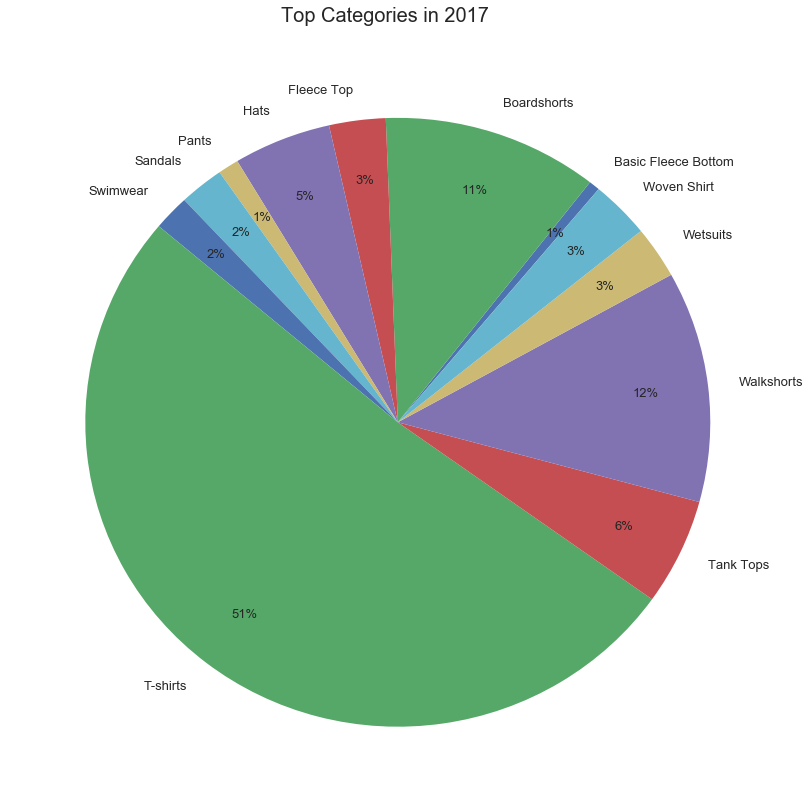 Top Categories in 2017
Fleece Top
Boardshorts
Hats
Pants
Basic Fleece Bottom
Sandals
Woven Shirt
Swimwear
Wetsuits
3%
11%
5%
1%
2%
1%
2%
3%
3%
Walkshorts
12%
6%
Tank Tops
51%
T-shirts